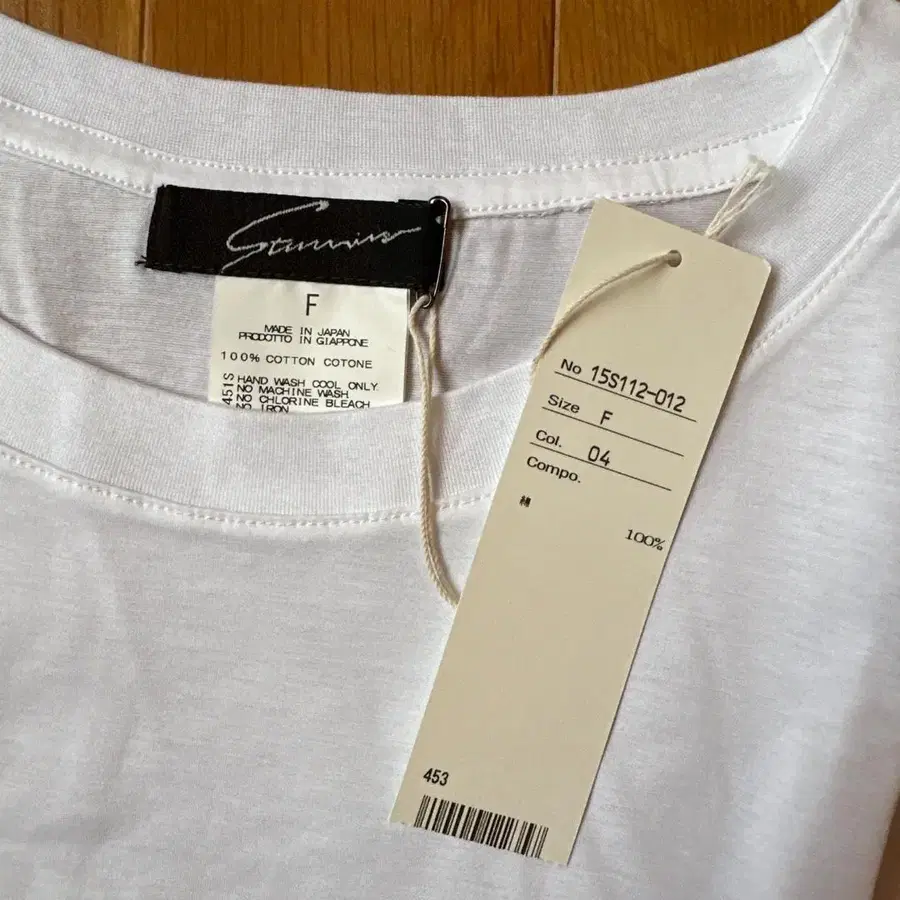 F
MADE IN JAPAN
PRODOTTO IN GIAPPONE
100% COTTON COTONE
451S
HAND WASH COOL ONLY
NO MACHINE WASH
NO CHLORINE BLEACH
NO IRON
No 15S112-012
Size F
Col. 04
Compo.
綿
100%
453